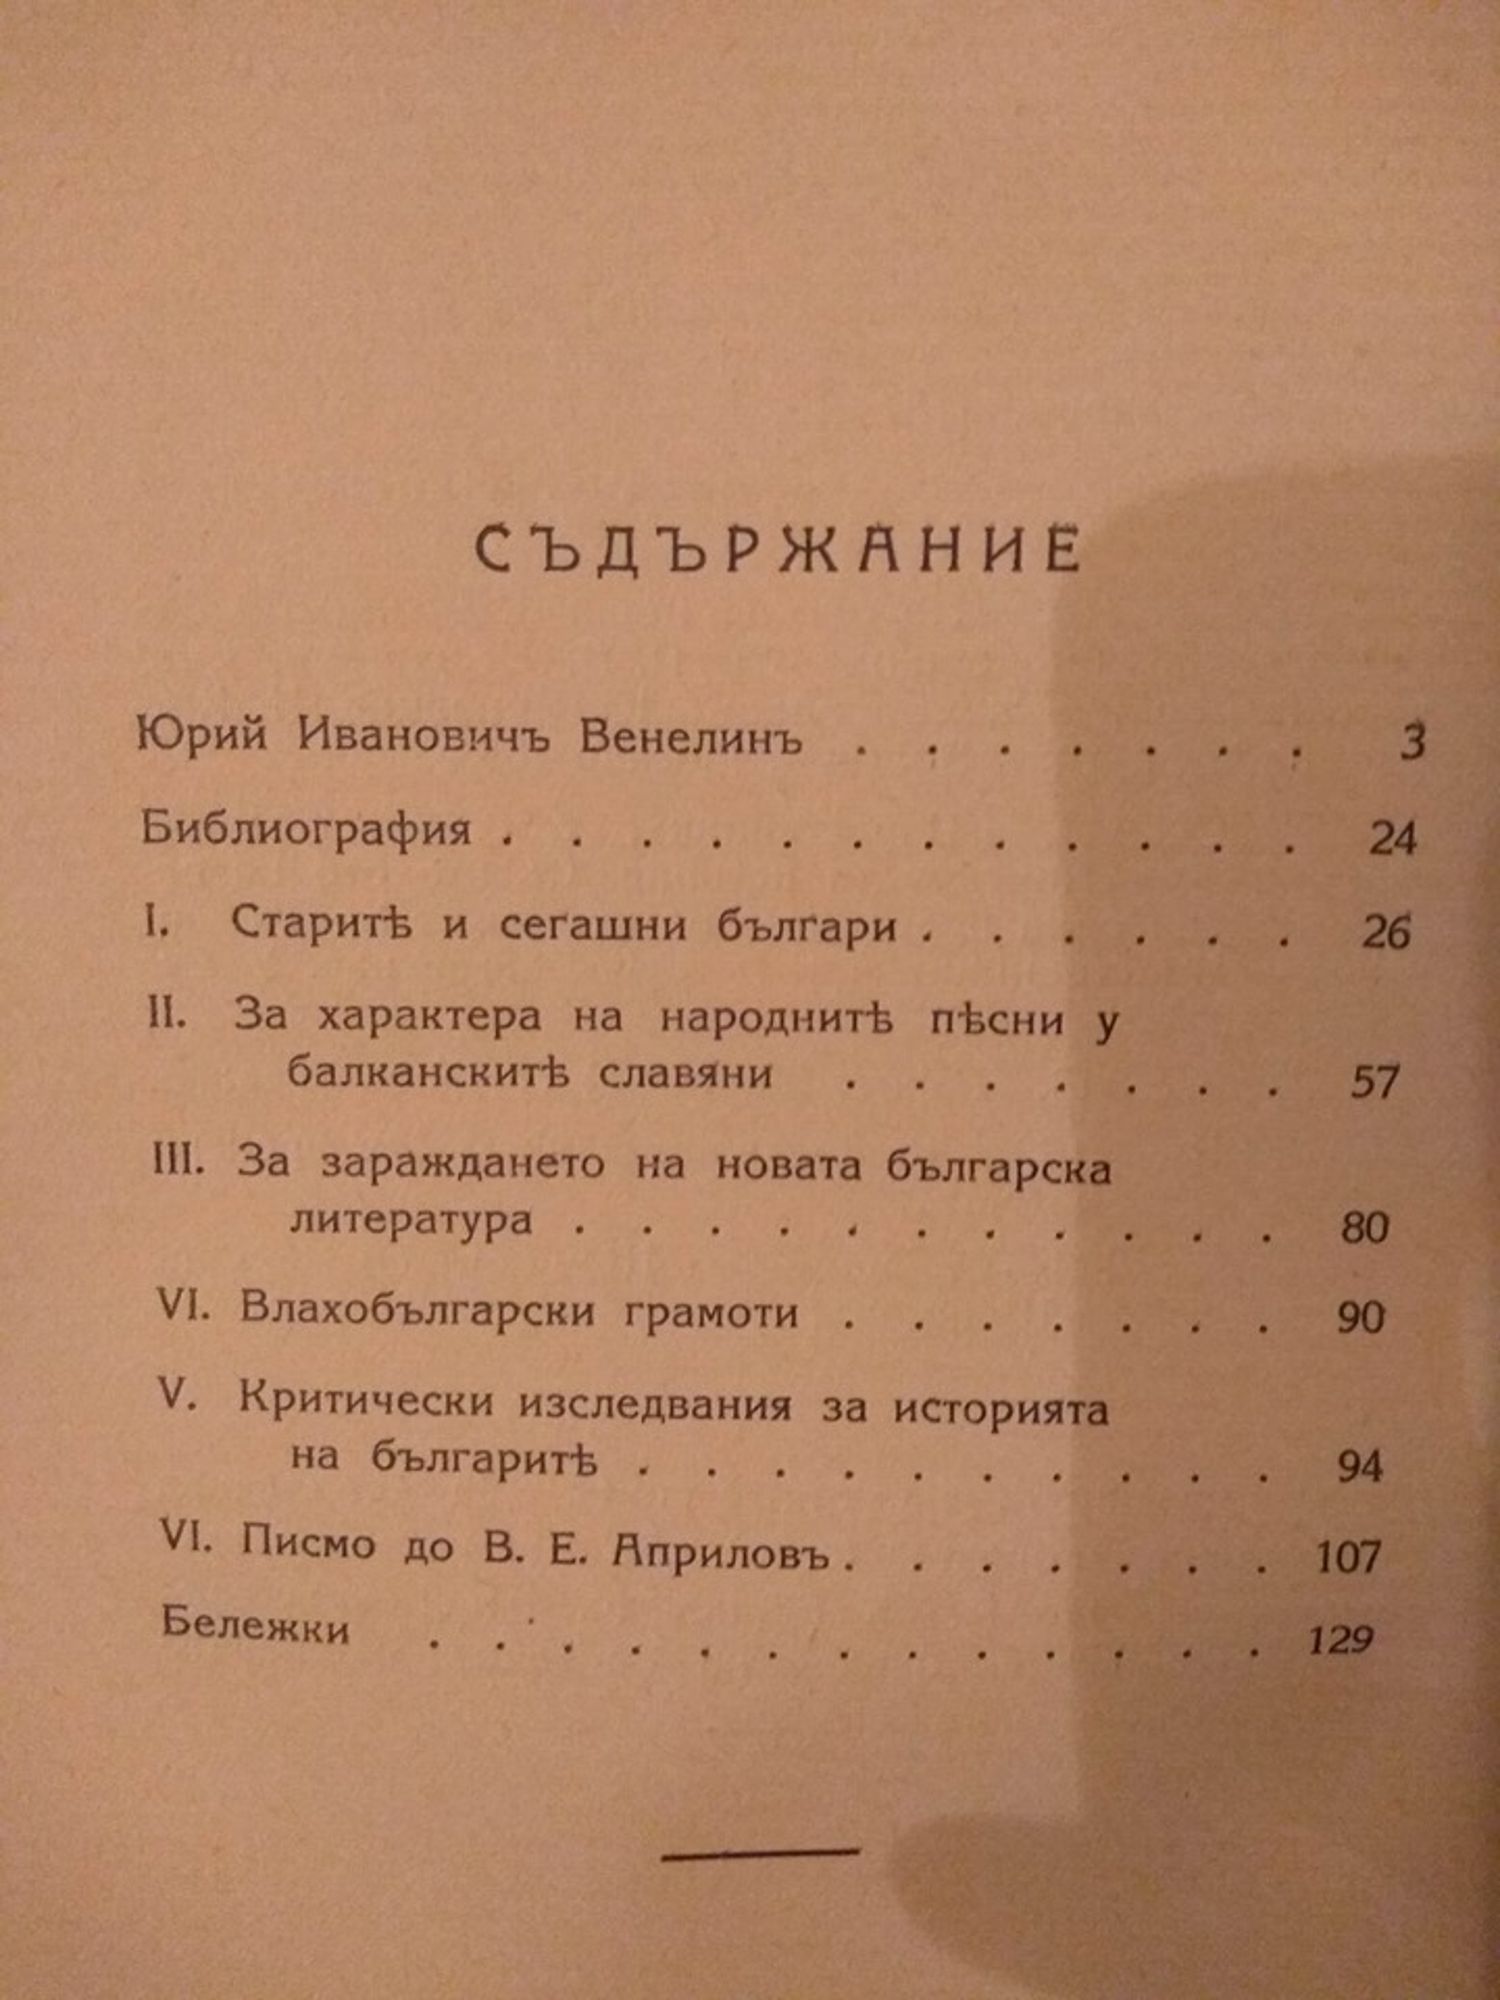 СЪДЪРЖАНИЕ
Юрий Ивановичъ Венелинъ . . . . . . . 3
Библиография . . . . . . . . . . . . 24
I. Старитѣ и сегашни българи . . . . . . 26
II. За характера на народнитѣ пѣсни у
балканскитѣ славяни . . . . . . . 57
III. За зараждането на новата българска
литература . . . . . . . . . . . 80
VI. Влахобългарски грамоти . . . . . . . 90
V. Критически изследвания за историята
на българитѣ . . . . . . . . . . 94
VI. Писмо до В. Е. Априловъ . . . . . . . 107
Бележки . . . . . . . . . . . . . 129